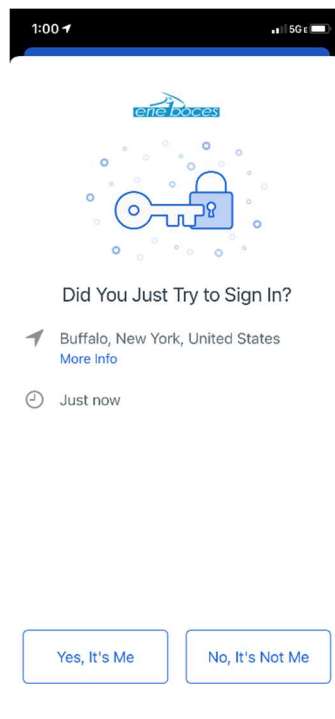 1:00
5G E
erie boces
Did You Just Try to Sign In?
Buffalo, New York, United States
More Info
Just now
Yes, It's Me
No, It's Not Me